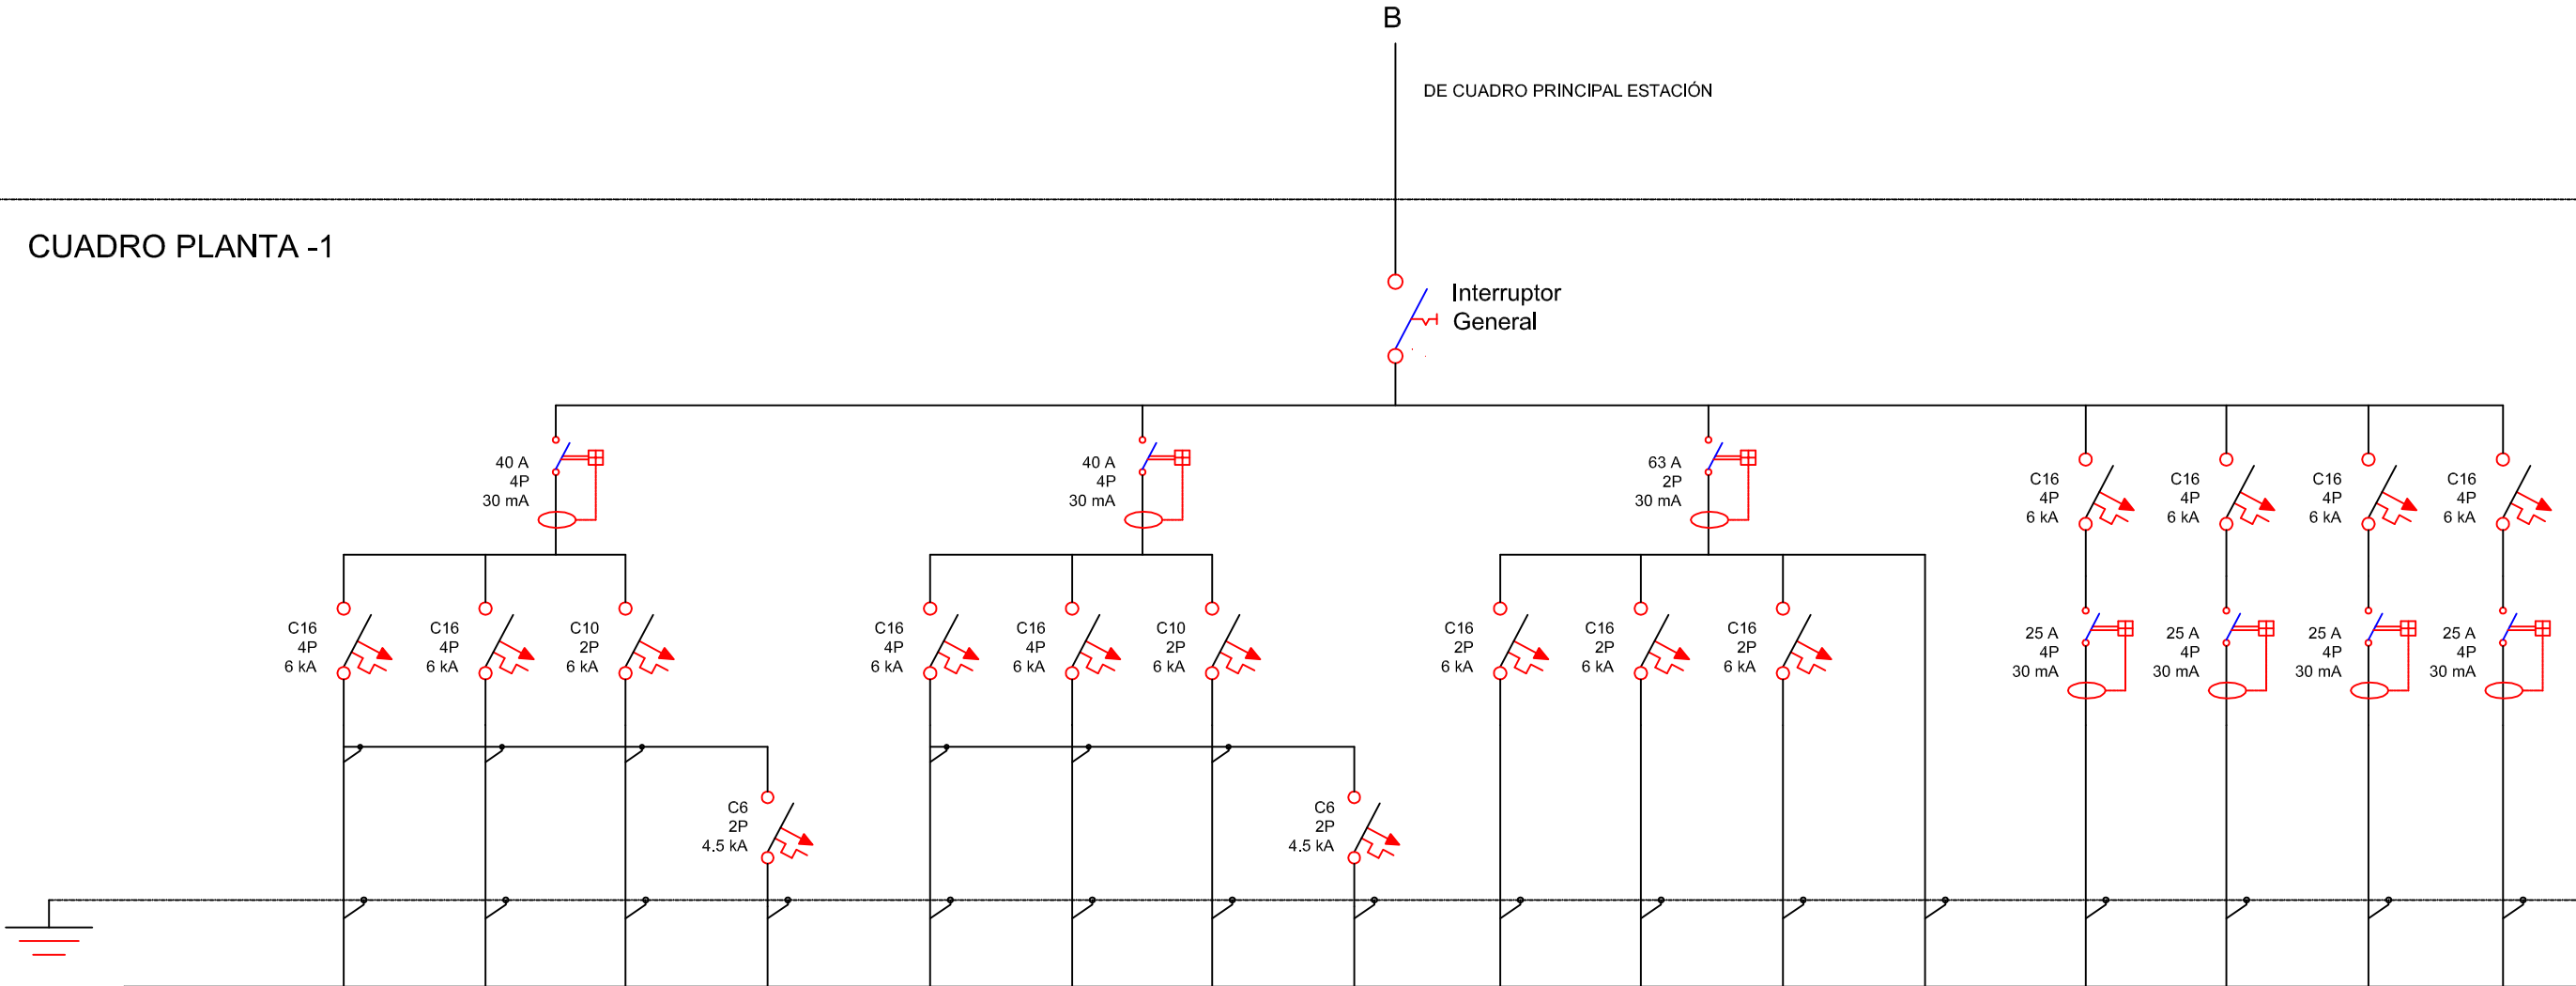 B
DE CUADRO PRINCIPAL ESTACIÓN
CUADRO PLANTA -1
Interruptor
General
40 A
4P
30 mA
40 A
4P
30 mA
63 A
2P
30 mA
C16
4P
6 kA
C16
4P
6 kA
C16
4P
6 kA
C16
4P
6 kA
C16
4P
6 kA
C16
4P
6 kA
C10
2P
6 kA
C16
4P
6 kA
C16
4P
6 kA
C10
2P
6 kA
C16
2P
6 kA
C16
2P
6 kA
C16
2P
6 kA
25 A
4P
30 mA
25 A
4P
30 mA
25 A
4P
30 mA
25 A
4P
30 mA
C6
2P
4.5 kA
C6
2P
4.5 kA